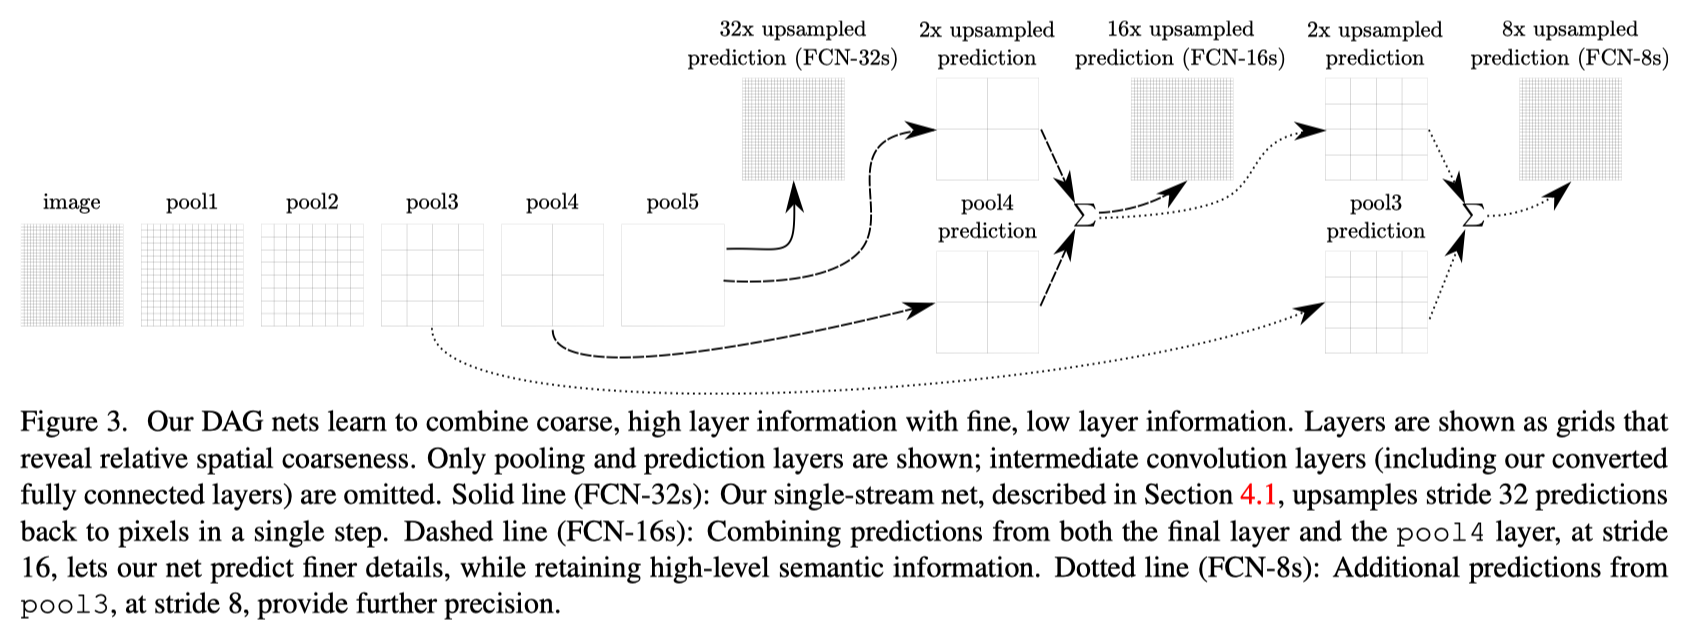 32x upsampled
prediction (FCN-32s)
2x upsampled
prediction
16x upsampled
prediction (FCN-16s)
2x upsampled
prediction
8x upsampled
prediction (FCN-8s)
image
pool1
pool2
pool3
pool4
pool5
pool4
prediction
pool3
prediction
Σ
Σ
Figure 3. Our DAG nets learn to combine coarse, high layer information with fine, low layer information. Layers are shown as grids that
reveal relative spatial coarseness. Only pooling and prediction layers are shown; intermediate convolution layers (including our converted
fully connected layers) are omitted. Solid line (FCN-32s): Our single-stream net, described in Section 4.1, upsamples stride 32 predictions
back to pixels in a single step. Dashed line (FCN-16s): Combining predictions from both the final layer and the pool4 layer, at stride
16, lets our net predict finer details, while retaining high-level semantic information. Dotted line (FCN-8s): Additional predictions from
pool3, at stride 8, provide further precision.